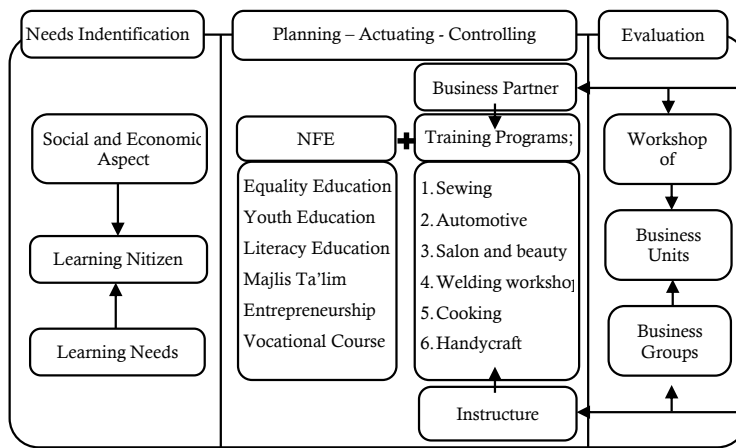 Needs Indentification
Planning – Actuating - Controlling
Evaluation
Social and Economic
Aspect
Learning Nitizen
Learning Needs
NFE
Equality Education
Youth Education
Literacy Education
Majlis Ta’lim
Entrepreneurship
Vocational Course
Business Partner
Training Programs;
1. Sewing
2. Automotive
3. Salon and beauty
4. Welding workshop
5. Cooking
6. Handycraft
Instructure
Workshop
of
Business
Units
Business
Groups